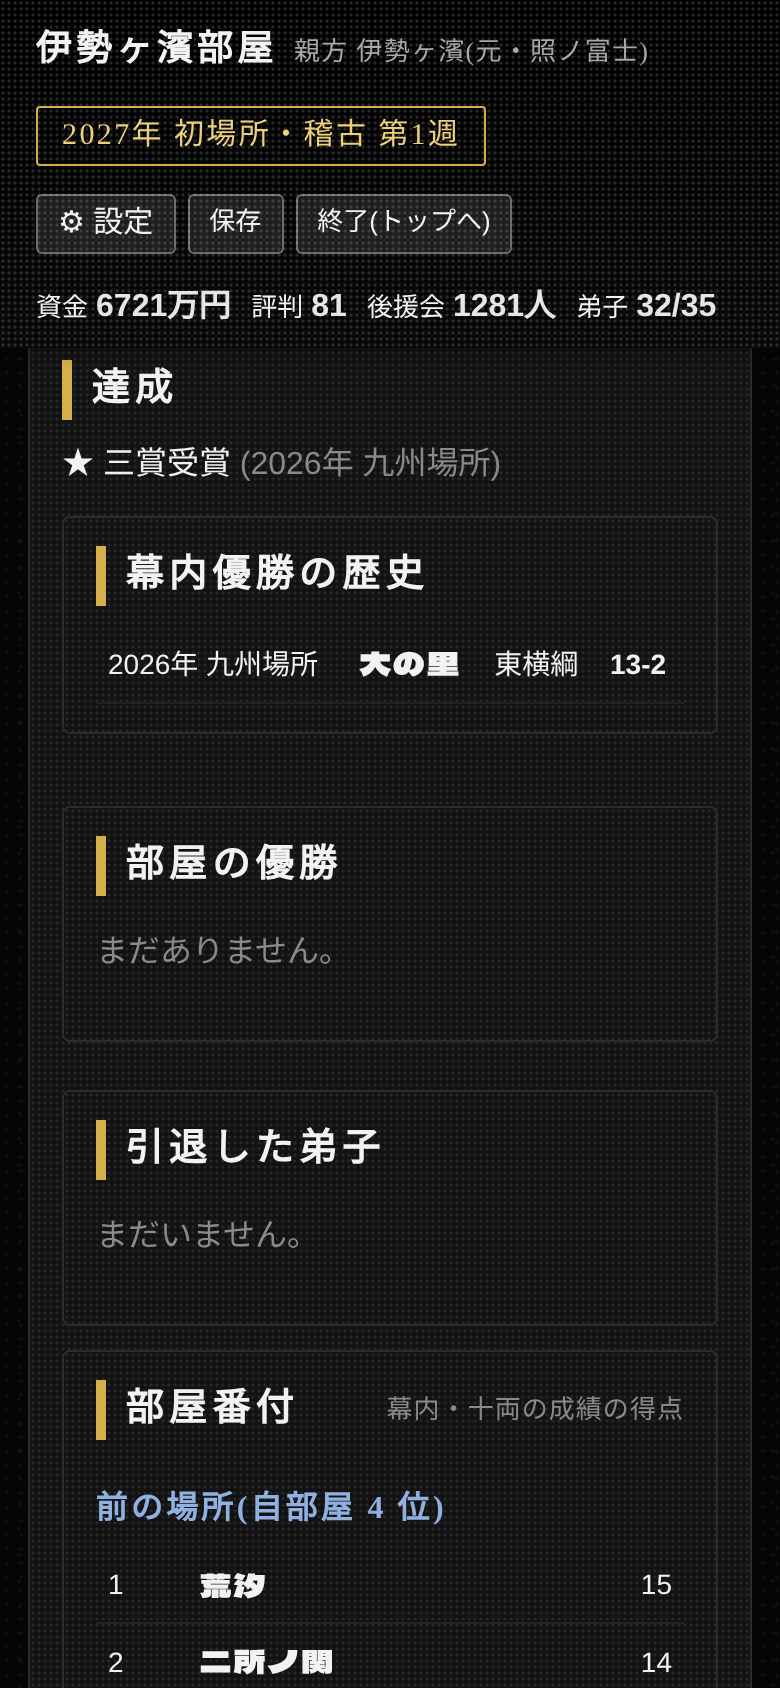 伊勢ヶ濱部屋 親方 伊勢ヶ濱(元・照ノ富士)
2027年 初場所・稽古 第1週
⚙ 設定 保存 終了(トップへ)
資金 6721万円 評判 81 後援会 1281人 弟子 32/35
達成
★ 三賞受賞 (2026年 九州場所)
幕内優勝の歴史
2026年 九州場所 大の里 東横綱 13-2
部屋の優勝
まだありません。
引退した弟子
まだいません。
部屋番付 幕内・十両の成績の得点
前の場所(自部屋 4 位)
1 荒汐 15
2 二所ノ関 14